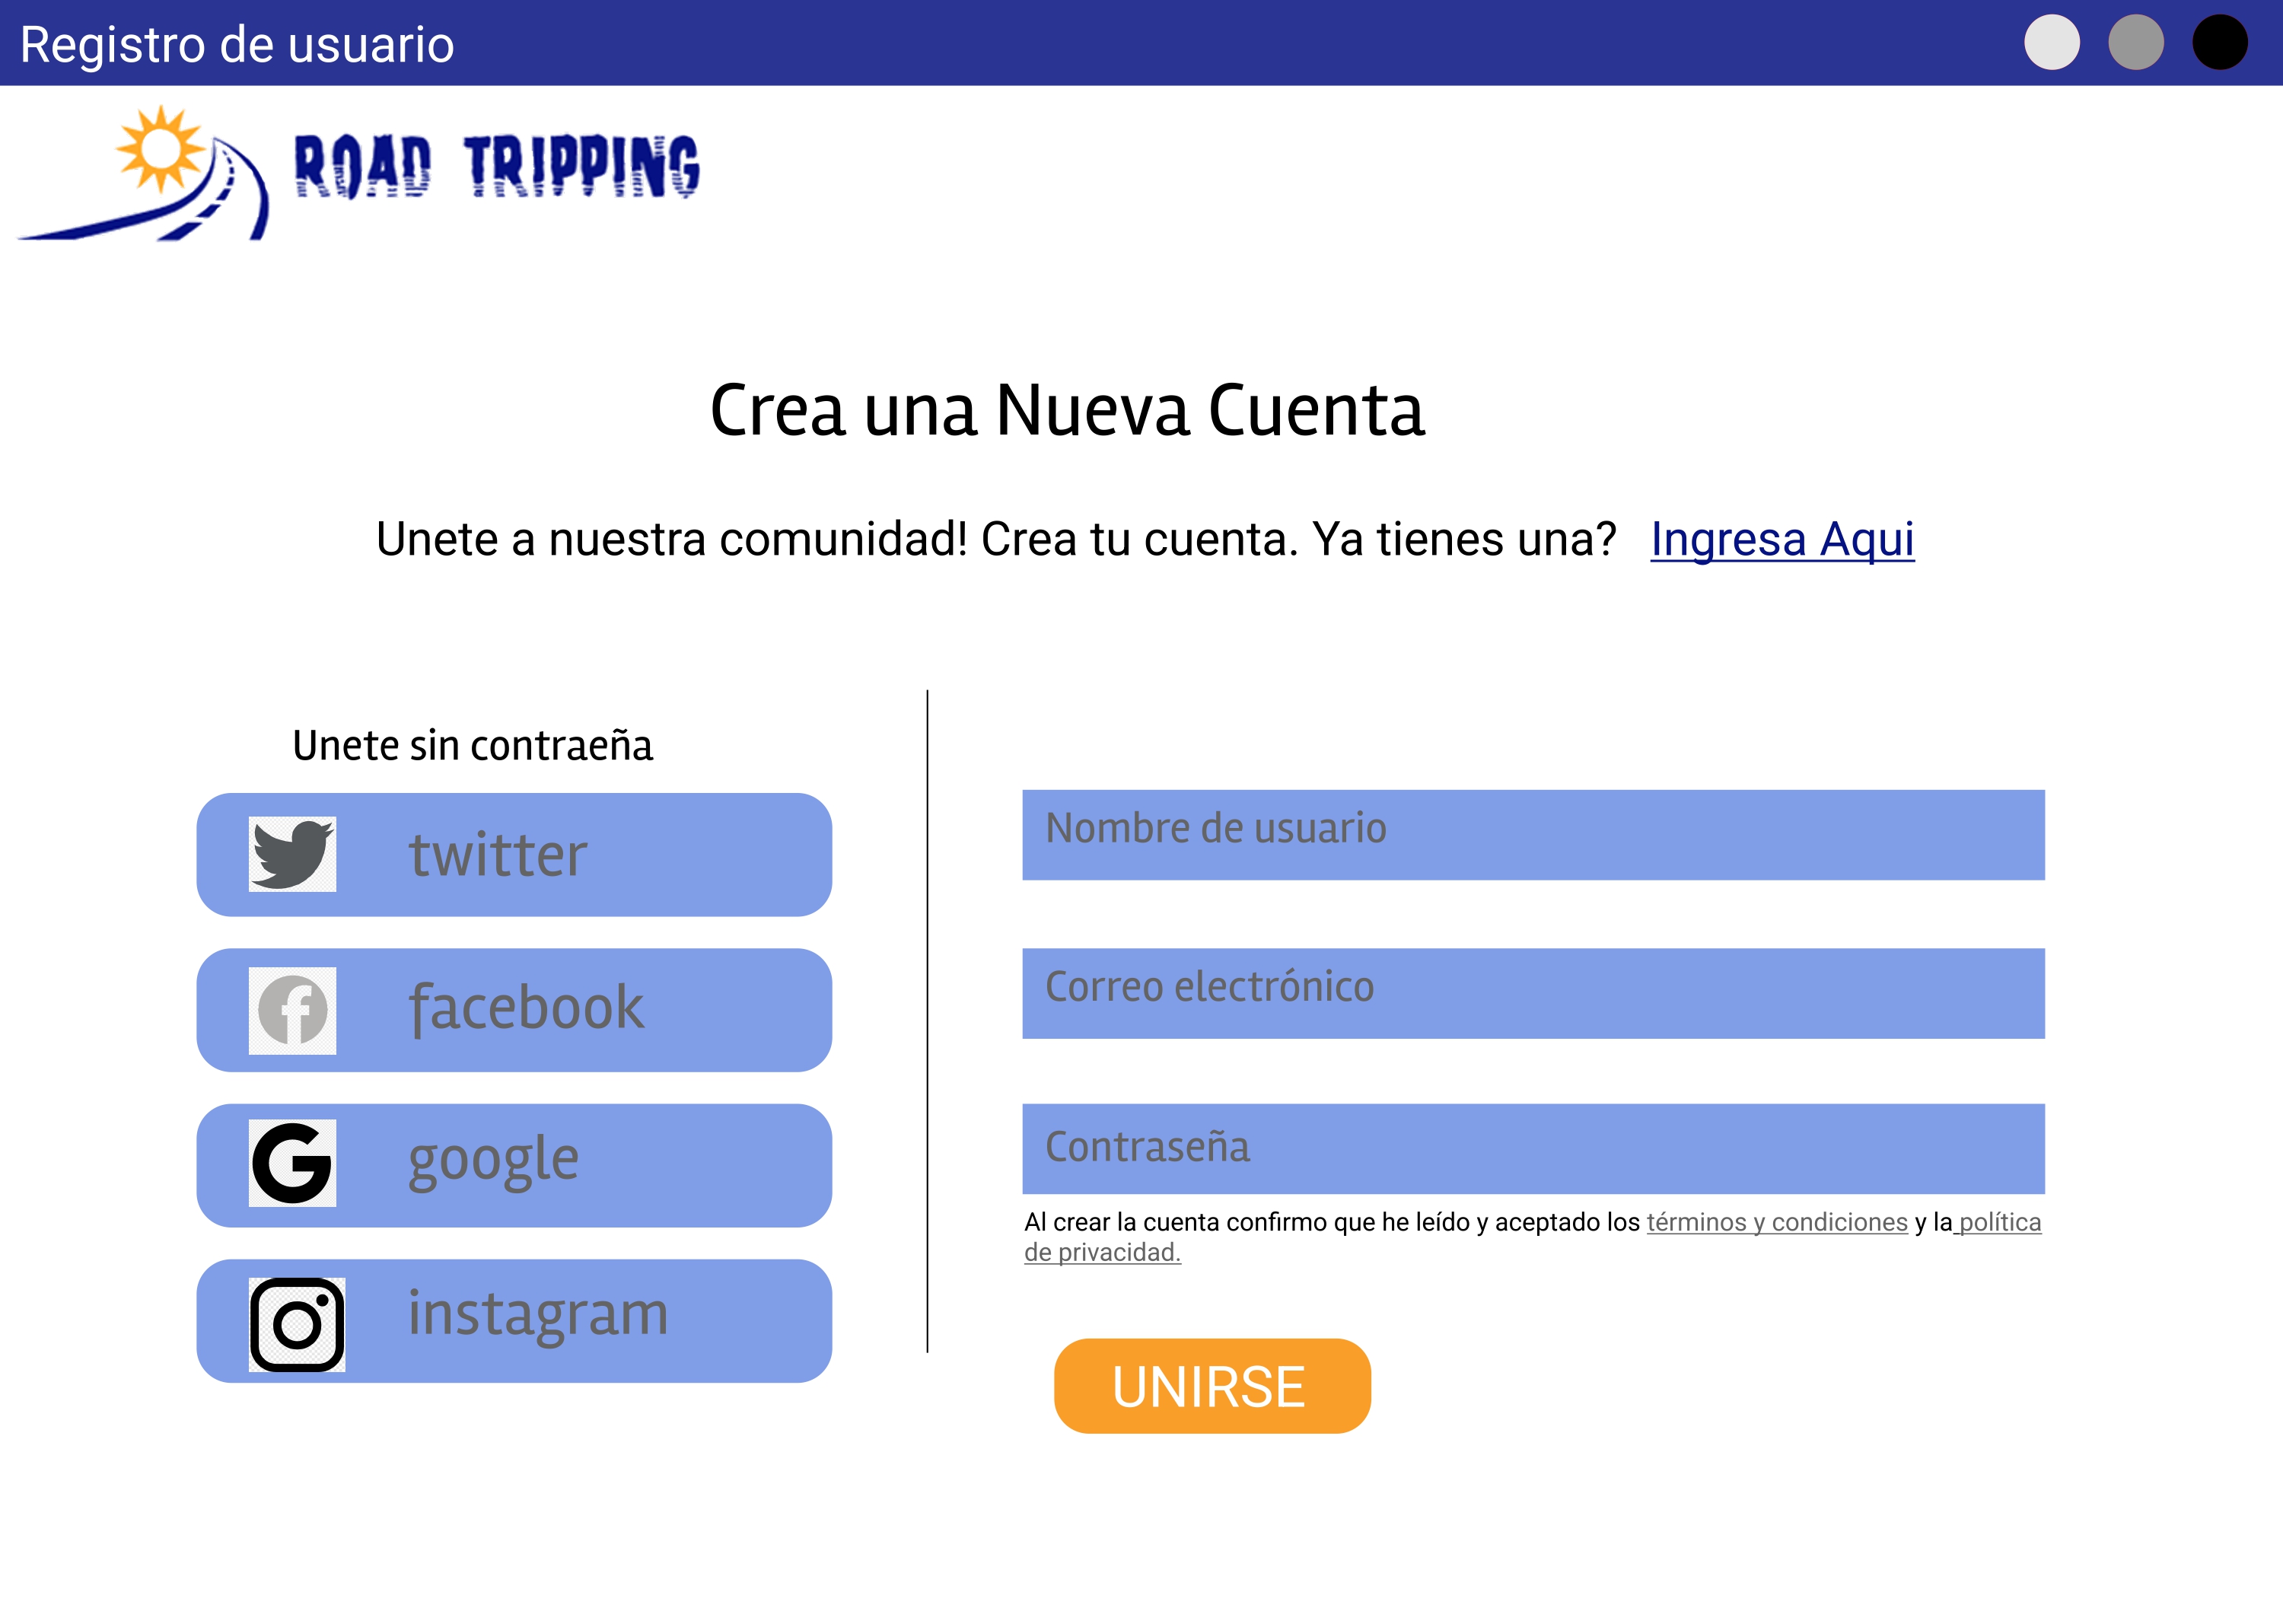 Registro de usuario
ROAD TRIPPING
Crea una Nueva Cuenta
Unete a nuestra comunidad! Crea tu cuenta. Ya tienes una? Ingresa Aqui
Unete sin contraeña
twitter
facebook
google
instagram
Nombre de usuario
Correo electrónico
Contraseña
Al crear la cuenta confirmo que he leído y aceptado los términos y condiciones y la política
de privacidad.
UNIRSE